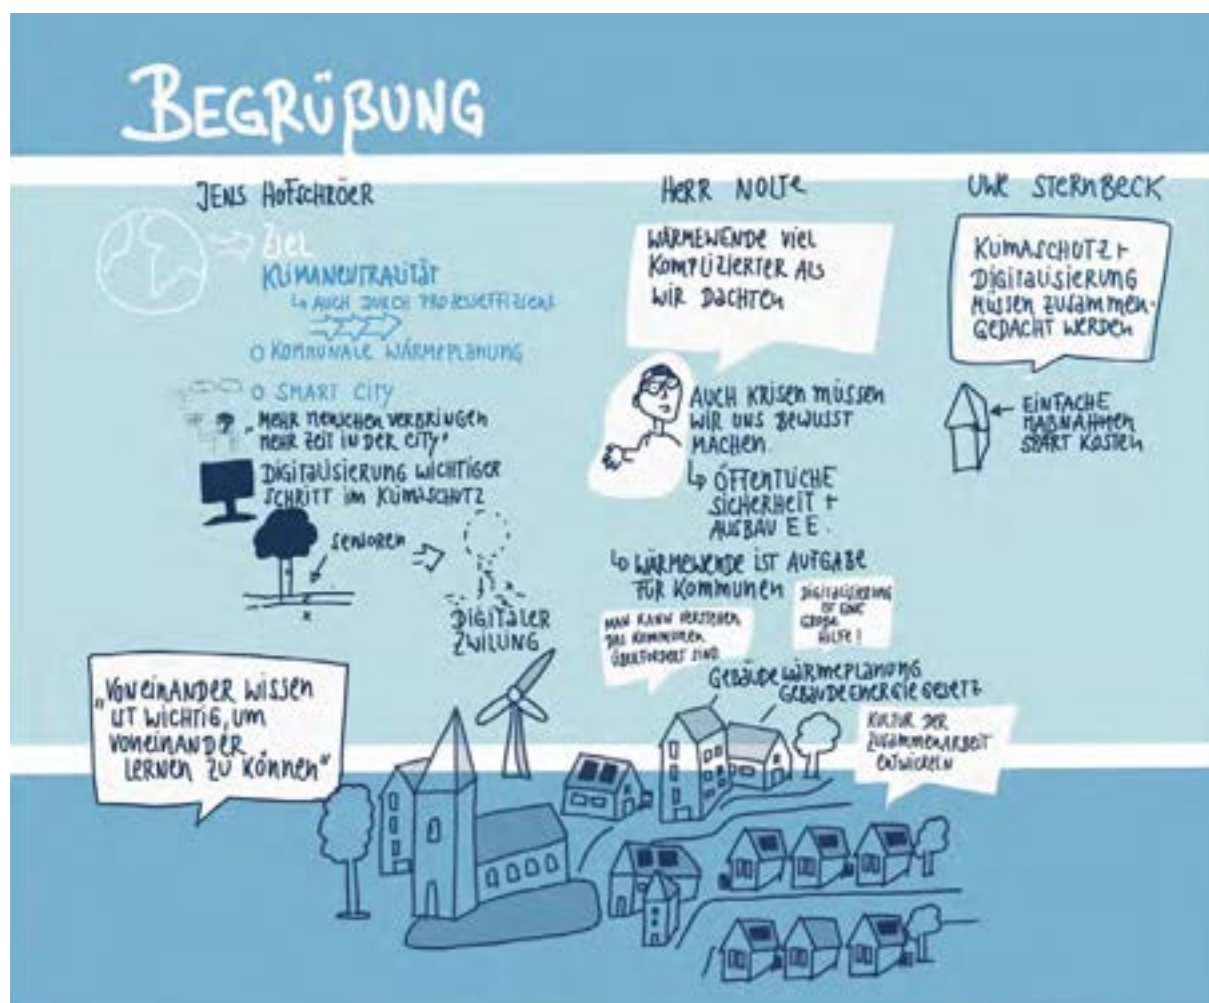 BEGRÜßUNG
JENS HOFSCHRÖER
ZIEL
KLIMANEUTRALITÄT
↳ AUCH DURCH PROZESSEFFIZIENZ
O KOMMUNALE WÄRMEPLANUNG
O SMART CITY
„MEHR MENSCHEN VERBRINGEN
MEHR ZEIT IN DER CITY"
DIGITALISIERUNG WICHTIGER
SCHRITT IM KLIMASCHUTZ
SENSOREN
DIGITALER
ZWILLING
„VONEINANDER WISSEN
IST WICHTIG, UM
VONEINANDER
LERNEN ZU KÖNNEN"
HERR NOLTE
WÄRMEWENDE VIEL
KOMPLIZIERTER ALS
WIR DACHTEN
AUCH KRISEN MÜSSEN
WIR UNS BEWUSST
MACHEN.
↳ ÖFFENTLICHE
SICHERHEIT +
AUSBAU E E.
↳ WÄRMEWENDE IST AUFGABE
FÜR KOMMUNEN
MAN KANN VERSTEHEN
DAS KOMMUNEN
ÜBERFORDERT SIND
DIGITALISIERUNG
IST EINE
GROßE
HILFE!
GEBÄUDEWÄRMEPLANUNG
GEBÄUDEENERGIEGESETZ
KULTUR DER
ZUSAMMENARBEIT
ENTWICKELN
UWE STERNBECK
KLIMASCHUTZ +
DIGITALISIERUNG
MÜSSEN ZUSAMMEN-
GEDACHT WERDEN
← EINFACHE
MAßNAHMEN
SPART KOSTEN